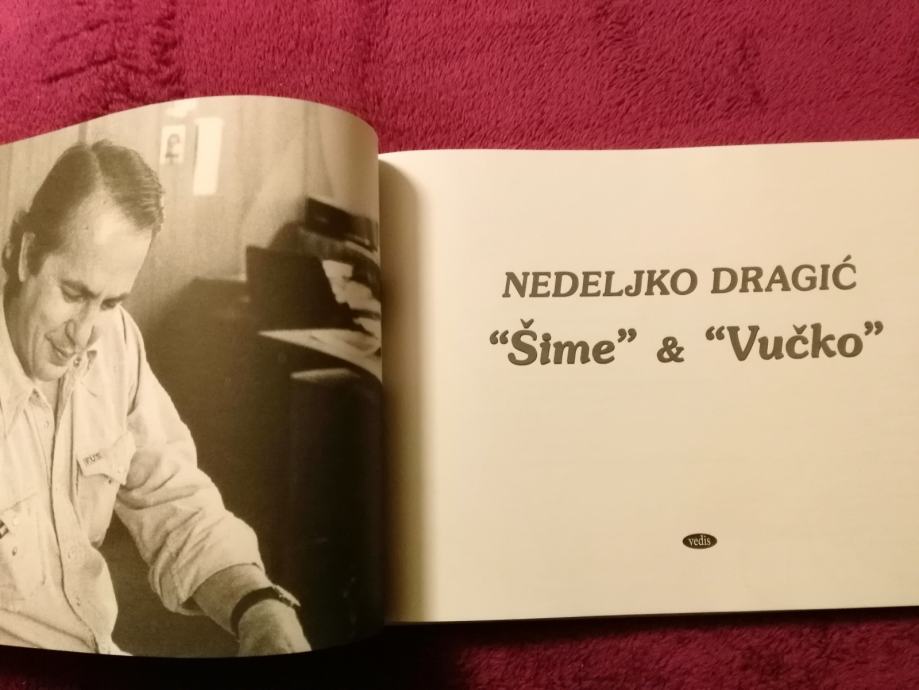 NEDELJKO DRAGIĆ
“Šime” & “Vučko”
vedis